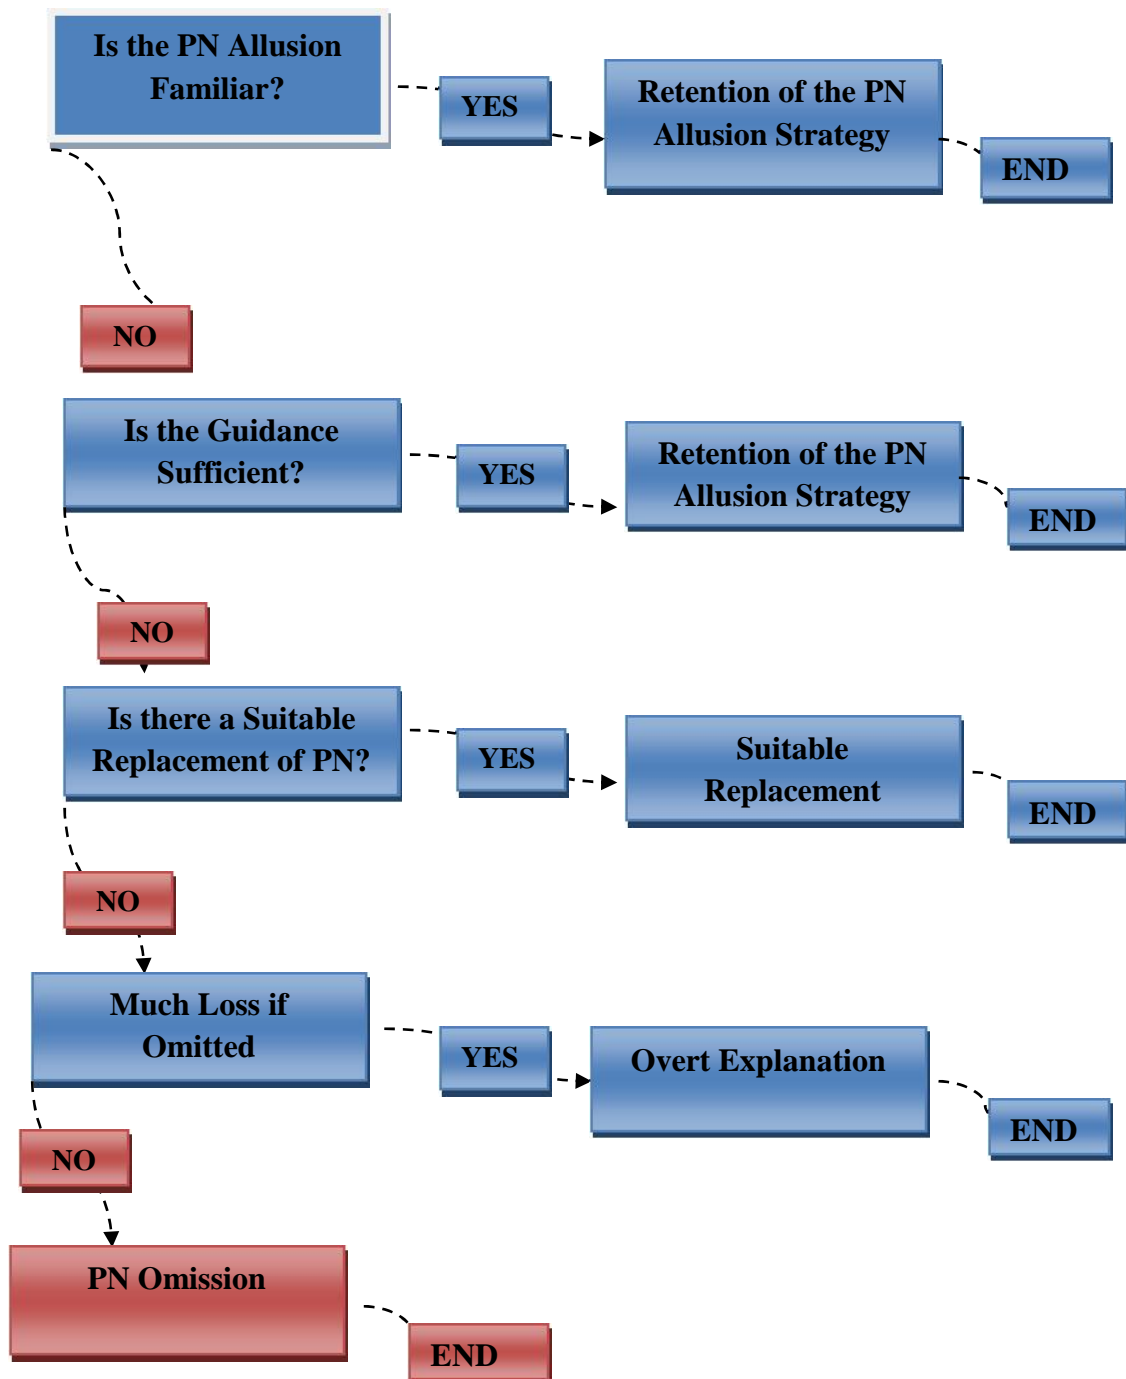 Is the PN Allusion
Familiar?
YES
Retention of the PN
Allusion Strategy
END
NO
Is the Guidance
Sufficient?
YES
Retention of the PN
Allusion Strategy
END
NO
Is there a Suitable
Replacement of PN?
YES
Suitable
Replacement
END
NO
Much Loss if
Omitted
YES
Overt Explanation
END
NO
PN Omission
END